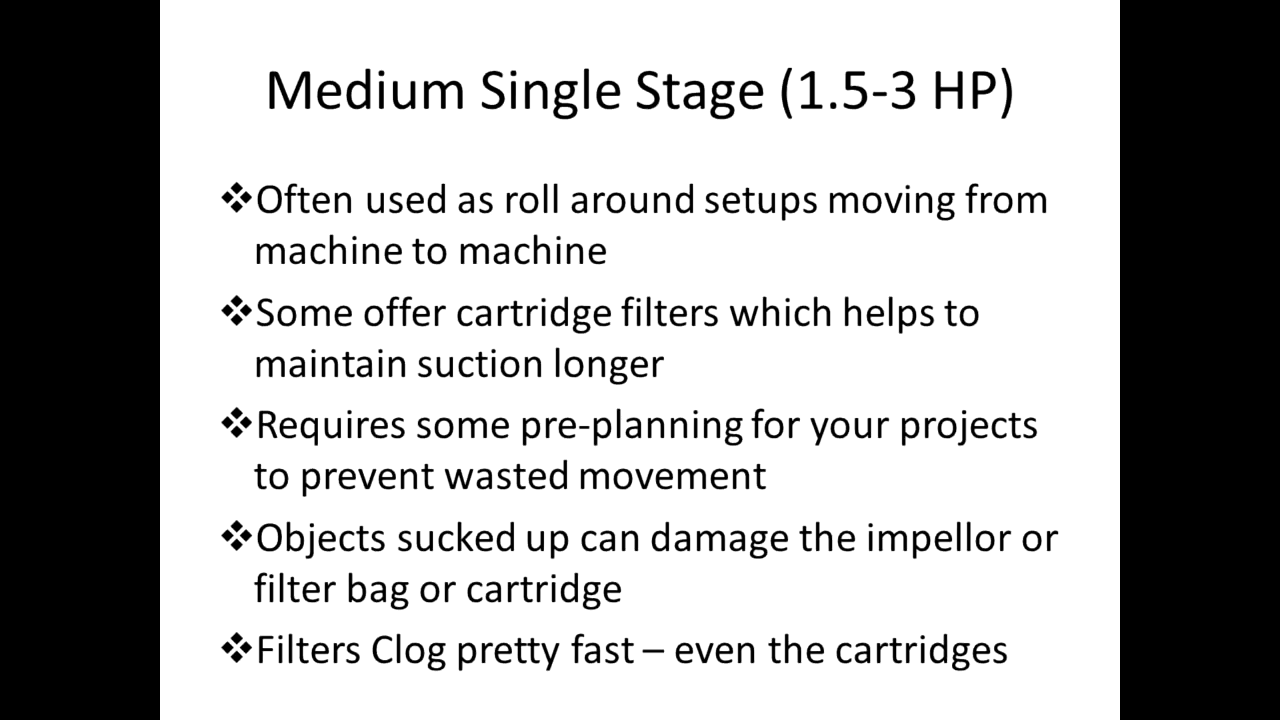 Medium Single Stage (1.5-3 HP)
❖Often used as roll around setups moving from
machine to machine
❖Some offer cartridge filters which helps to
maintain suction longer
❖Requires some pre-planning for your projects
to prevent wasted movement
❖Objects sucked up can damage the impellor or
filter bag or cartridge
❖Filters Clog pretty fast – even the cartridges